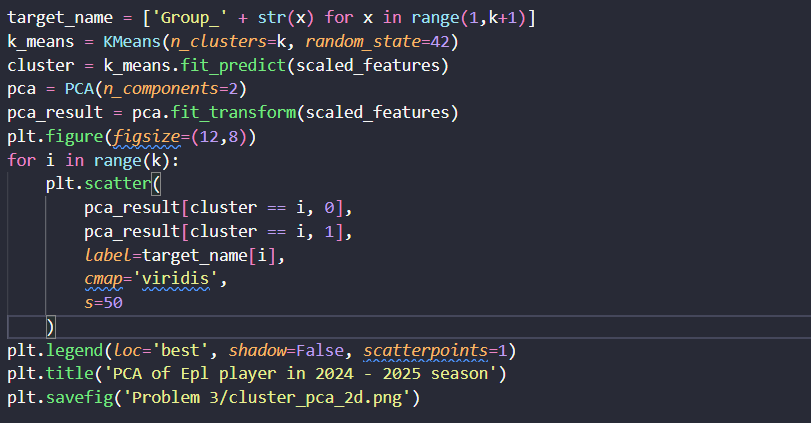 target_name = ['Group_' + str(x) for x in range(1,k+1)]
k_means = KMeans(n_clusters=k, random_state=42)
cluster = k_means.fit_predict(scaled_features)
pca = PCA(n_components=2)
pca_result = pca.fit_transform(scaled_features)
plt.figure(figsize=(12,8))
for i in range(k):
    plt.scatter(
        pca_result[cluster == i, 0],
        pca_result[cluster == i, 1],
        label=target_name[i],
        cmap='viridis',
        s=50
    )
plt.legend(loc='best', shadow=False, scatterpoints=1)
plt.title('PCA of Epl player in 2024 - 2025 season')
plt.savefig('Problem 3/cluster_pca_2d.png')